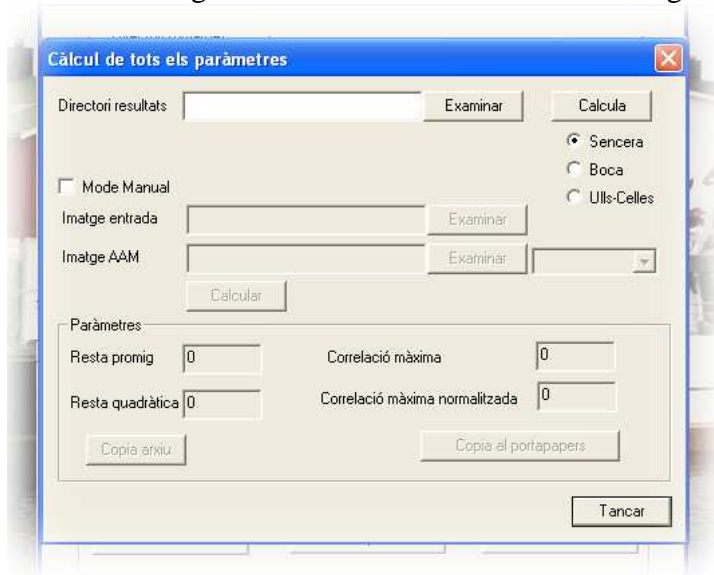 Càlcul de tots els paràmetres
Directori resultats Examinar Calcula
Sencera
Boca
Mode Manual Ulls-Celles
Imatge entrada Examinar
Imatge AAM Examinar
Calcular
Paràmetres
Resta promig 0 Correlació màxima 0
Resta quadràtica 0 Correlació màxima normalitzada 0
Copia arxiu Copia al portapapers
Tancar